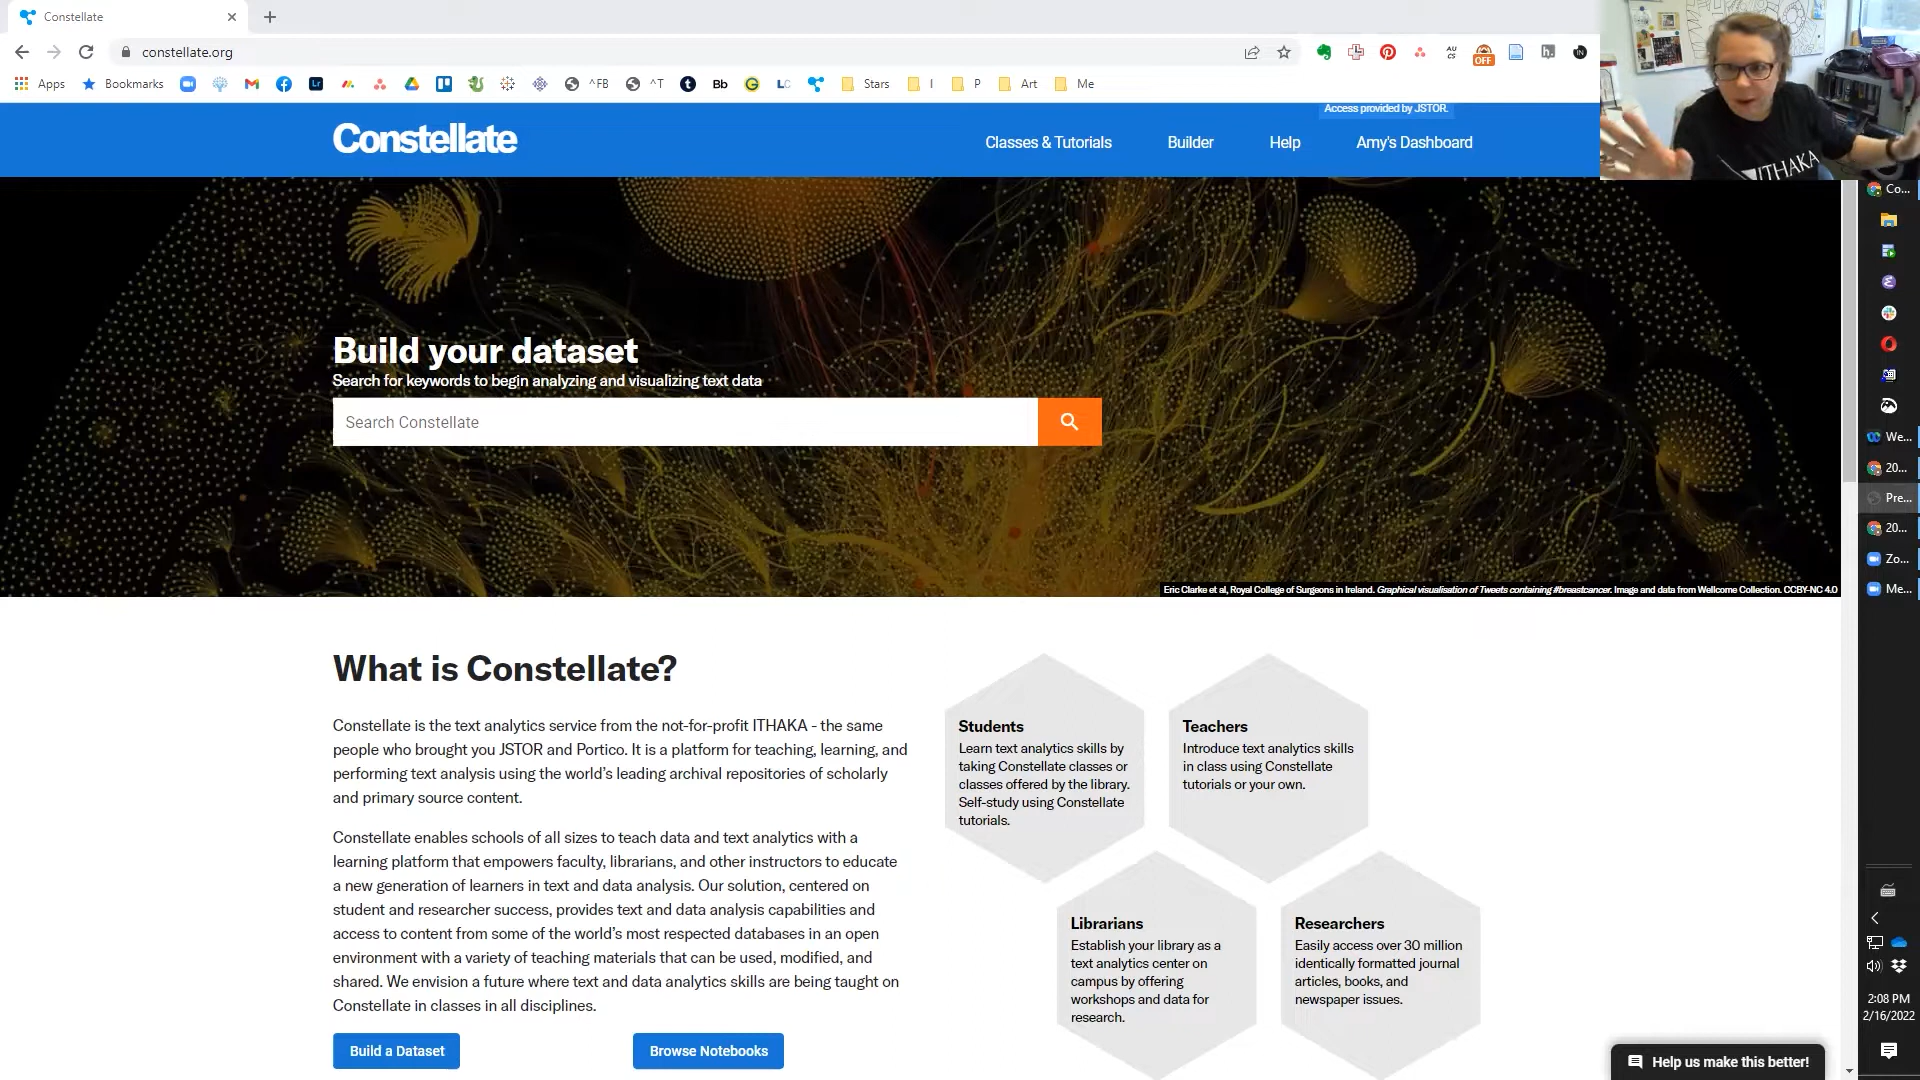 Constellate
constellate.org
AU
CS
OFF
h.
IN
Apps
Bookmarks
Lr
^FB
^T
t
Bb
G
LC
Stars
I
P
Art
Me
Access provided by JSTOR.
Constellate
Classes & Tutorials
Builder
Help
Amy's Dashboard
ITHAKA
Build your dataset
Search for keywords to begin analyzing and visualizing text data
Search Constellate
Eric Clarke et al, Royal College of Surgeons in Ireland. Graphical visualisation of Tweets containing #breastcancer. Image and data from Wellcome Collection. CCBY-NC 4.0
What is Constellate?
Constellate is the text analytics service from the not-for-profit ITHAKA - the same
people who brought you JSTOR and Portico. It is a platform for teaching, learning, and
performing text analysis using the world's leading archival repositories of scholarly
and primary source content.
Constellate enables schools of all sizes to teach data and text analytics with a
learning platform that empowers faculty, librarians, and other instructors to educate
a new generation of learners in text and data analysis. Our solution, centered on
student and researcher success, provides text and data analysis capabilities and
access to content from some of the world's most respected databases in an open
environment with a variety of teaching materials that can be used, modified, and
shared. We envision a future where text and data analytics skills are being taught on
Constellate in classes in all disciplines.
Build a Dataset
Browse Notebooks
Students
Learn text analytics skills by
taking Constellate classes or
classes offered by the library.
Self-study using Constellate
tutorials.
Teachers
Introduce text analytics skills
in class using Constellate
tutorials or your own.
Librarians
Establish your library as a
text analytics center on
campus by offering
workshops and data for
research.
Researchers
Easily access over 30 million
identically formatted journal
articles, books, and
newspaper issues.
Help us make this better!
Co...
We...
20...
Pre...
20...
Zo...
Me...
2:08 PM
2/16/2022